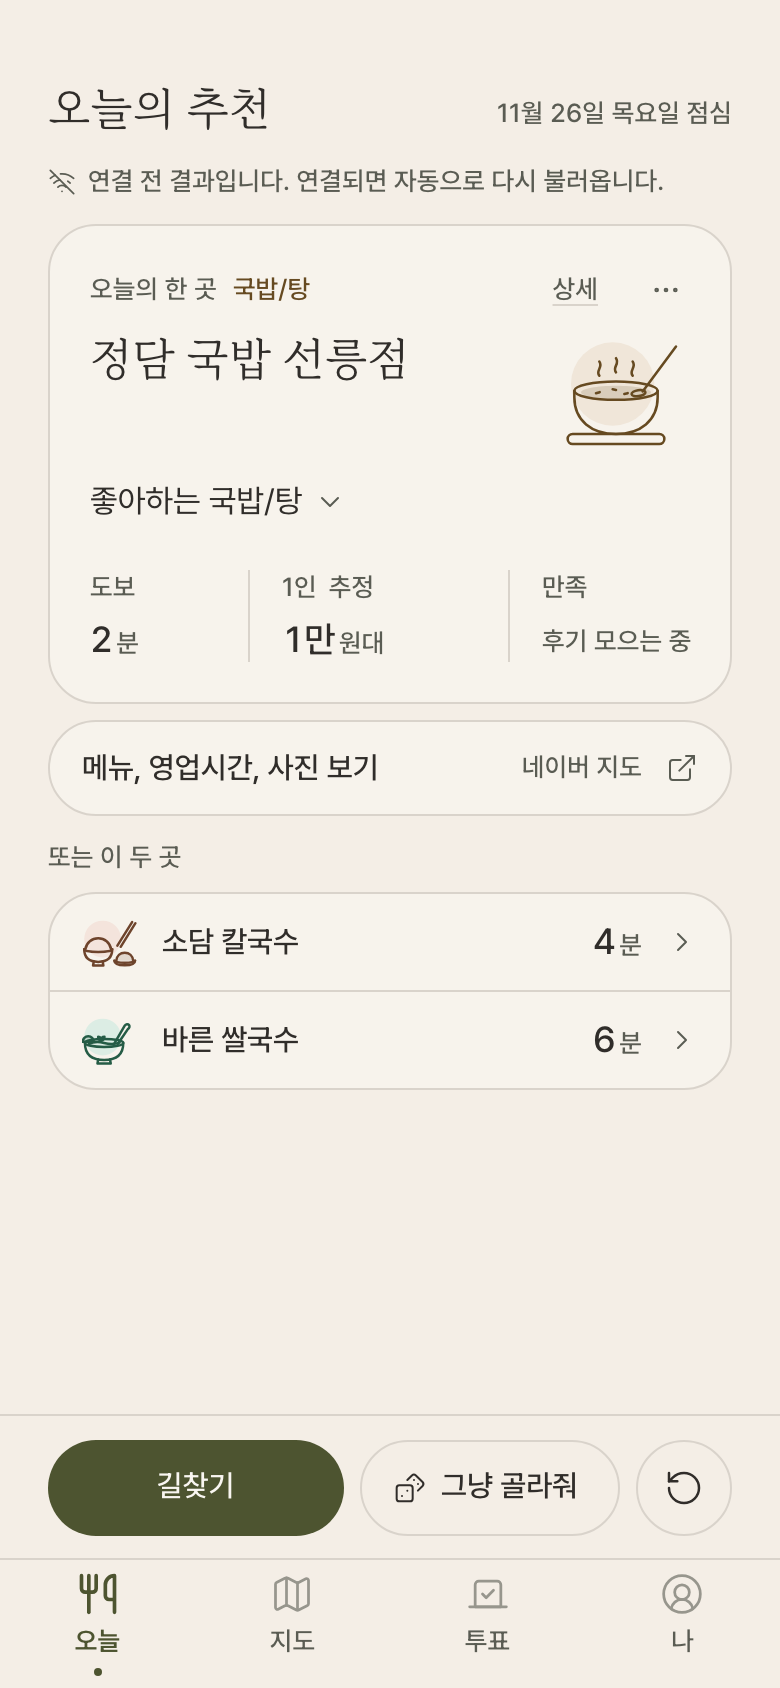 오늘의 추천
11월 26일 목요일 점심
연결 전 결과입니다. 연결되면 자동으로 다시 불러옵니다.
오늘의 한 곳 국밥/탕
상세
정담 국밥 선릉점
좋아하는 국밥/탕
도보
1인 추정
만족
2분
1만원대
후기 모으는 중
메뉴, 영업시간, 사진 보기
네이버 지도
또는 이 두 곳
소담 칼국수
4분
바른 쌀국수
6분
길찾기
그냥 골라줘
오늘
지도
투표
나